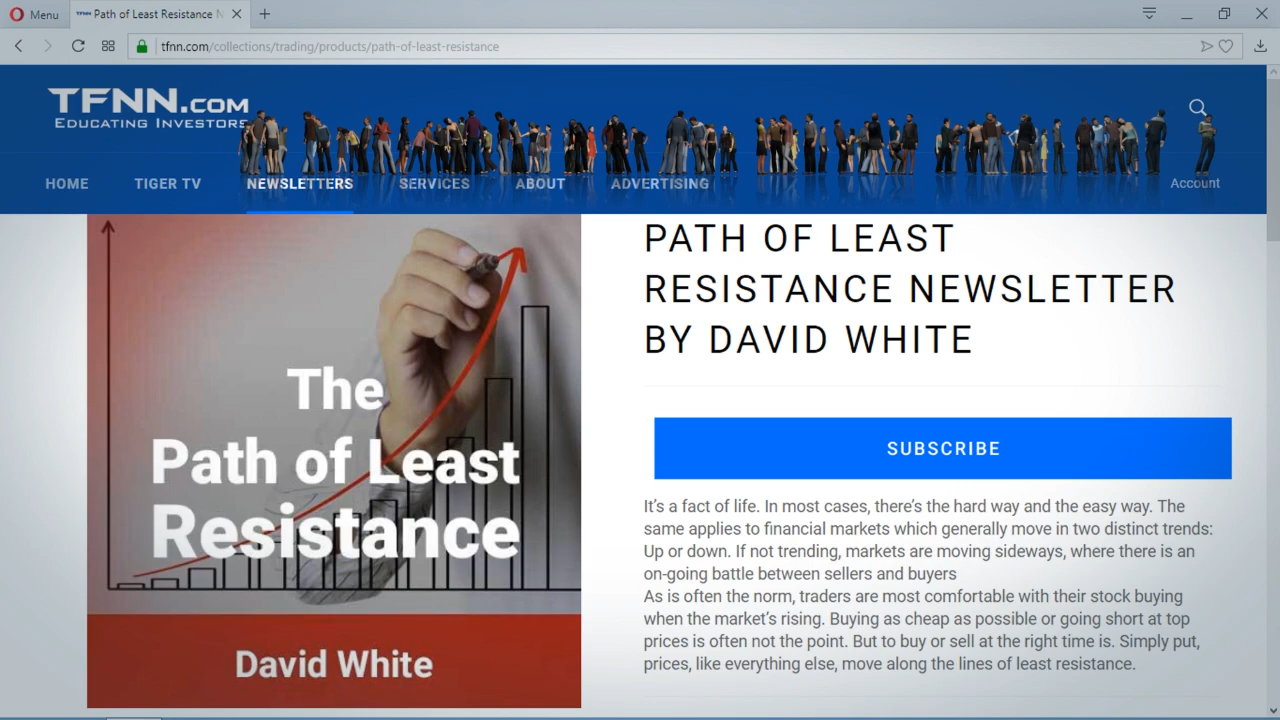 Menu
Path of Least Resistance N
tfnn.com/collections/trading/products/path-of-least-resistance
TFNN.COM
EDUCATING INVESTORS
HOME
TIGER TV
NEWSLETTERS
SERVICES
ABOUT
ADVERTISING
Account
The
Path of Least
Resistance
David White
PATH OF LEAST
RESISTANCE NEWSLETTER
BY DAVID WHITE
SUBSCRIBE
It’s a fact of life. In most cases, there’s the hard way and the easy way. The
same applies to financial markets which generally move in two distinct trends:
Up or down. If not trending, markets are moving sideways, where there is an
on-going battle between sellers and buyers
As is often the norm, traders are most comfortable with their stock buying
when the market’s rising. Buying as cheap as possible or going short at top
prices is often not the point. But to buy or sell at the right time is. Simply put,
prices, like everything else, move along the lines of least resistance.